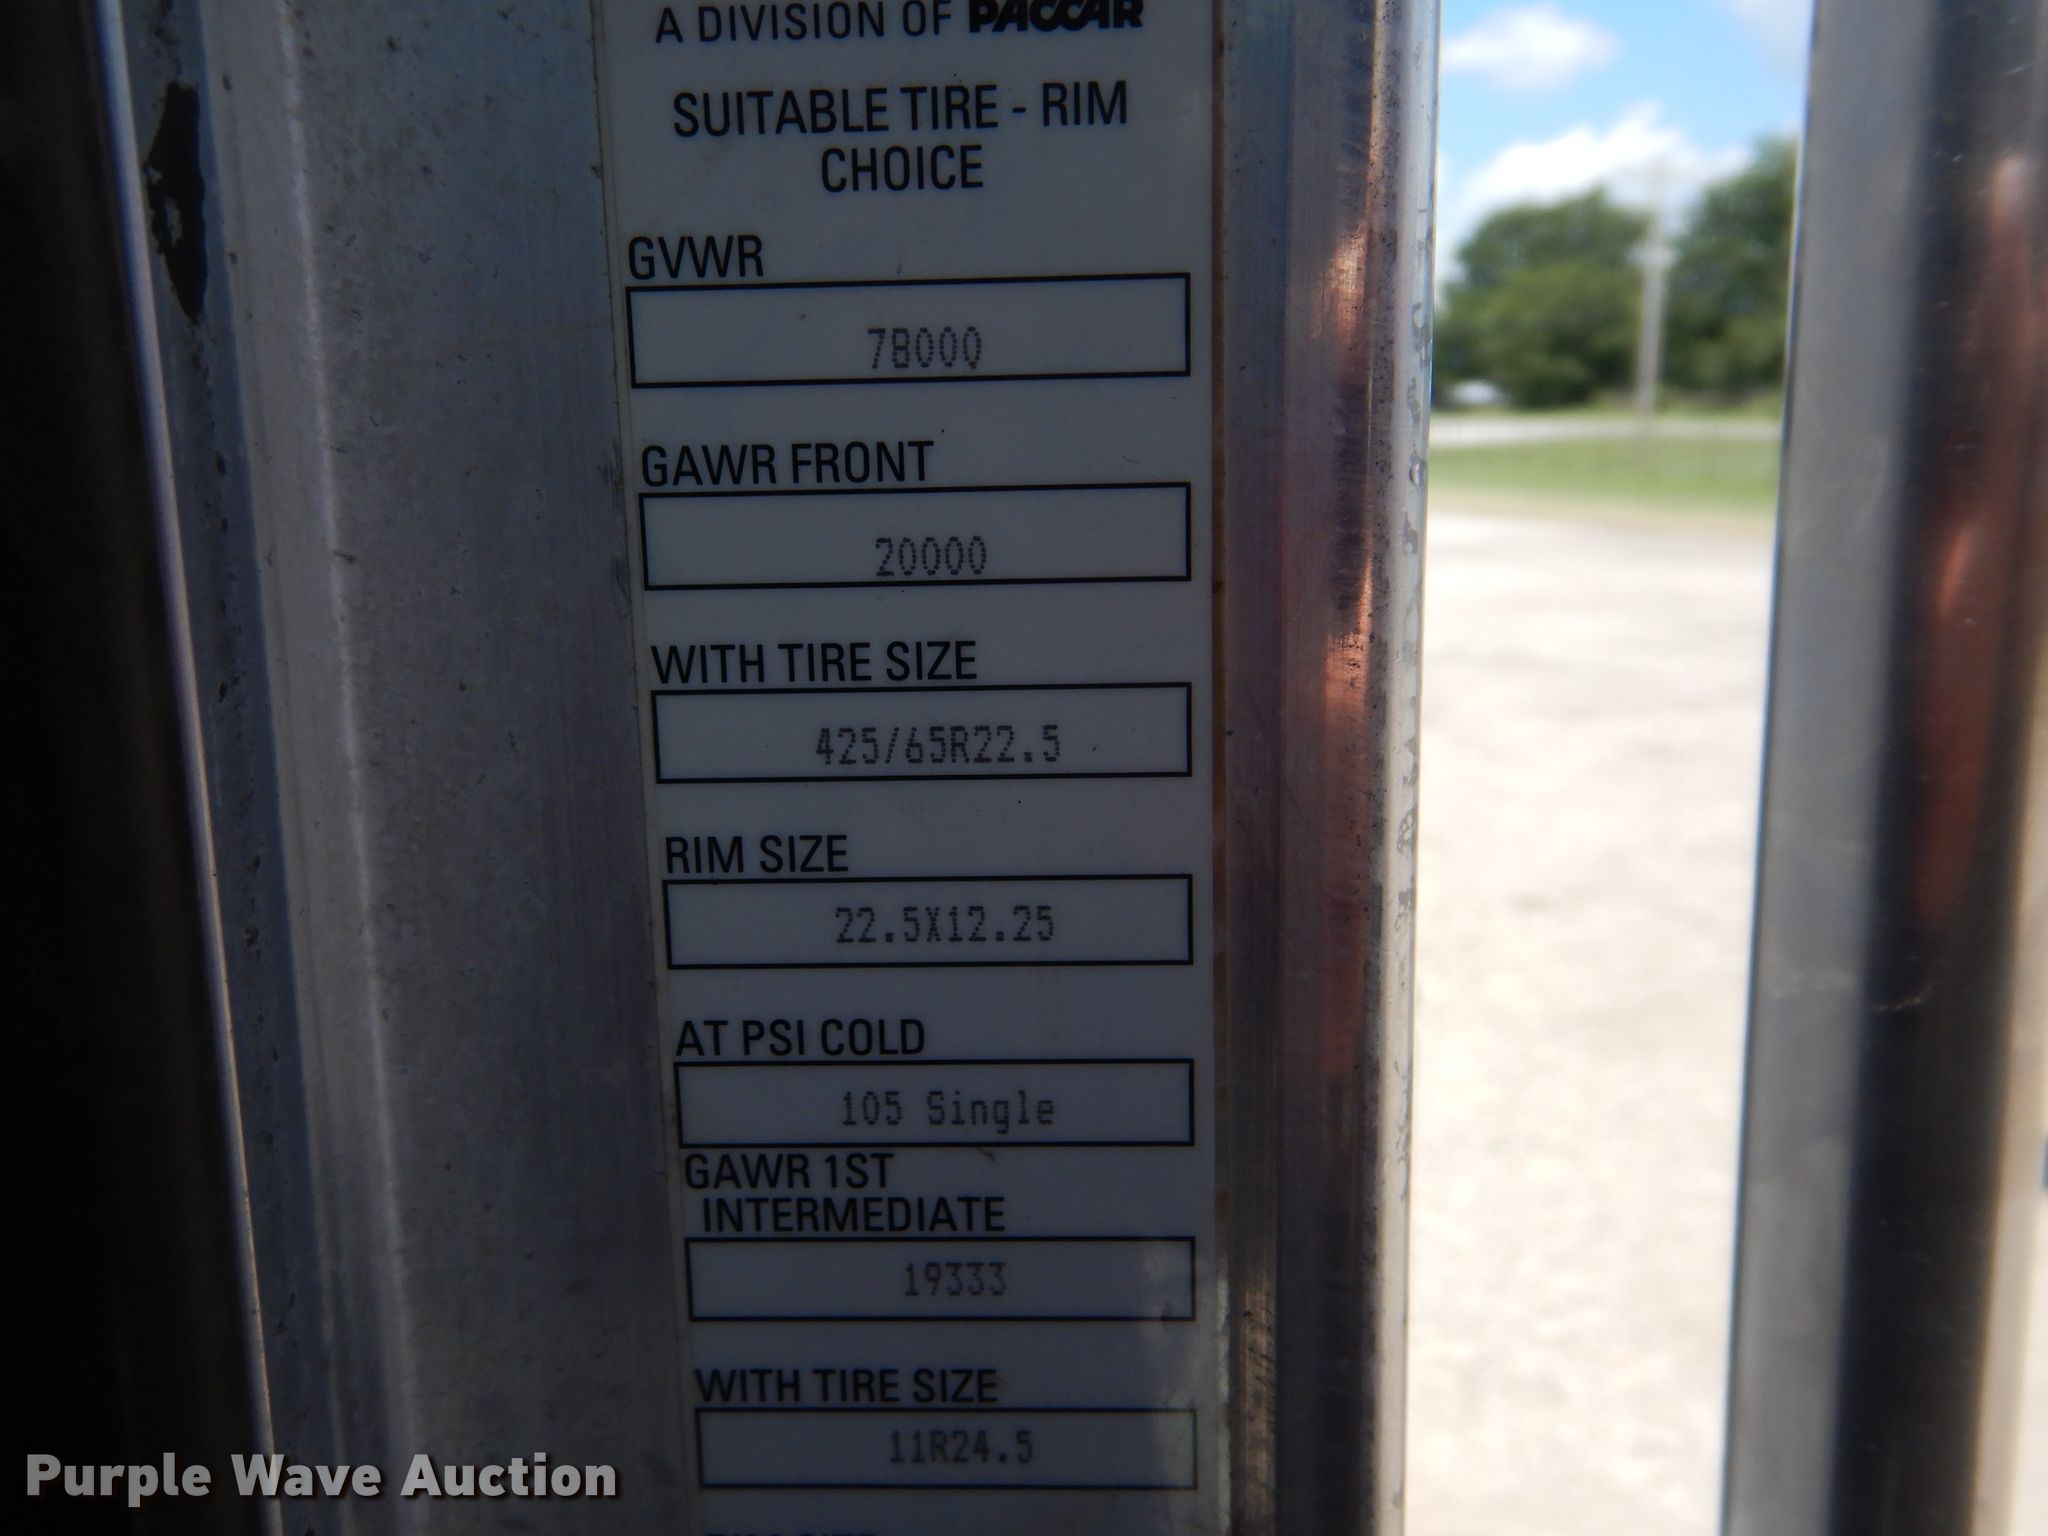 A DIVISION OF PACCAR
SUITABLE TIRE - RIM
CHOICE
GVWR
78000
GAWR FRONT
20000
WITH TIRE SIZE
425/65R22.5
RIM SIZE
22.5X12.25
AT PSI COLD
105 Single
GAWR 1ST
INTERMEDIATE
19333
WITH TIRE SIZE
11R24.5
Purple Wave Auction